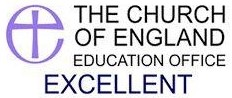 THE CHURCH
OF ENGLAND
EDUCATION OFFICE
EXCELLENT